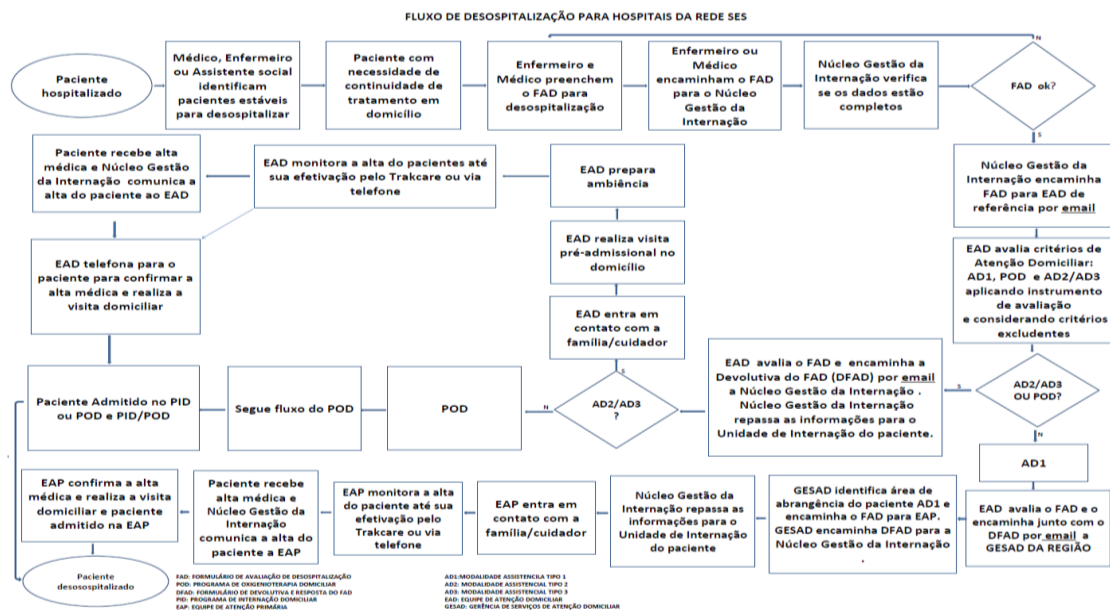 FLUXO DE DESOSPITALIZAÇÃO PARA HOSPITAIS DA REDE SES
N
Paciente
hospitalizado
Médico, Enfermeiro
ou Assistente social
identificam
pacientes estáveis
para desospitalizar
Paciente com
necessidade de
continuidade de
tratamento em
domicílio
Enfermeiro e
Médico preenchem
o FAD para
desospitalização
Enfermeiro ou
Médico
encaminham o FAD
para o Núcleo
Gestão da
Internação
Núcleo Gestão da
Internação verifica
se os dados estão
completos
FAD ok?
S
Paciente recebe alta
médica e Núcleo Gestão
da Internação comunica a
alta do paciente ao EAD
EAD monitora a alta do pacientes até
sua efetivação pelo Trakcare ou via
telefone
EAD prepara
ambiência
Núcleo Gestão da
Internação encaminha
FAD para EAD de
referência por email
EAD telefona para o
paciente para confirmar a
alta médica e realiza a
visita domiciliar
EAD realiza visita
pré-admissional no
domicílio
EAD avalia critérios de
Atenção Domiciliar:
AD1, POD e AD2/AD3
aplicando instrumento
de avaliação
e considerando critérios
excludentes
EAD entra em
contato com a
família/cuidador
S
Paciente Admitido no PID
ou POD e PID/POD
Segue fluxo do POD
POD
N
AD2/AD3
?
EAD avalia o FAD e encaminha a
Devolutiva do FAD (DFAD) por email
a Núcleo Gestão da Internação .
Núcleo Gestão da Internação
repassa as informações para o
Unidade de Internação do paciente.
S
AD2/AD3
OU POD?
N
AD1
EAP confirma a alta
médica e realiza a visita
domiciliar e paciente
admitido na EAP
Paciente recebe
alta médica e
Núcleo Gestão da
Internação
comunica a alta do
paciente a EAP
EAP monitora a alta
do paciente até sua
efetivação pelo
Trakcare ou via
telefone
EAP entra em
contato com a
família/cuidador
Núcleo Gestão da
Internação repassa as
informações para o
Unidade de Internação
do paciente
GESAD identifica área de
abrangência do paciente AD1 e
encaminha o FAD para EAP.
GESAD encaminha DFAD para a
Núcleo Gestão da Internação
.
EAD avalia o FAD e o
encaminha junto com o
DFAD por email a
GESAD DA REGIÃO
Paciente
desosospitalizado
FAD: FORMULÁRIO DE AVALIAÇÃO DE DESOSPITALIZAÇÃO
POD: PROGRAMA DE OXIGENIOTERAPIA DOMICILIAR
DFAD: FORMULÁRIO DE DEVOLUTIVA E RESPOSTA DO FAD
PID: PROGRAMA DE INTERNAÇÃO DOMICILIAR
EAP: EQUIPE DE ATENÇÃO PRIMÁRIA
AD1:MODALIDADE ASSISTENCILA TIPO 1
AD2: MODALIDADE ASSISTENCIAL TIPO 2
AD3: MODALIDADE ASSISTENCIAL TIPO 3
EAD: EQUIPE DE ATENÇÃO DOMICILIAR
GESAD: GERÊNCIA DE SERVIÇOS DE ATENÇÃO DOMICILIAR